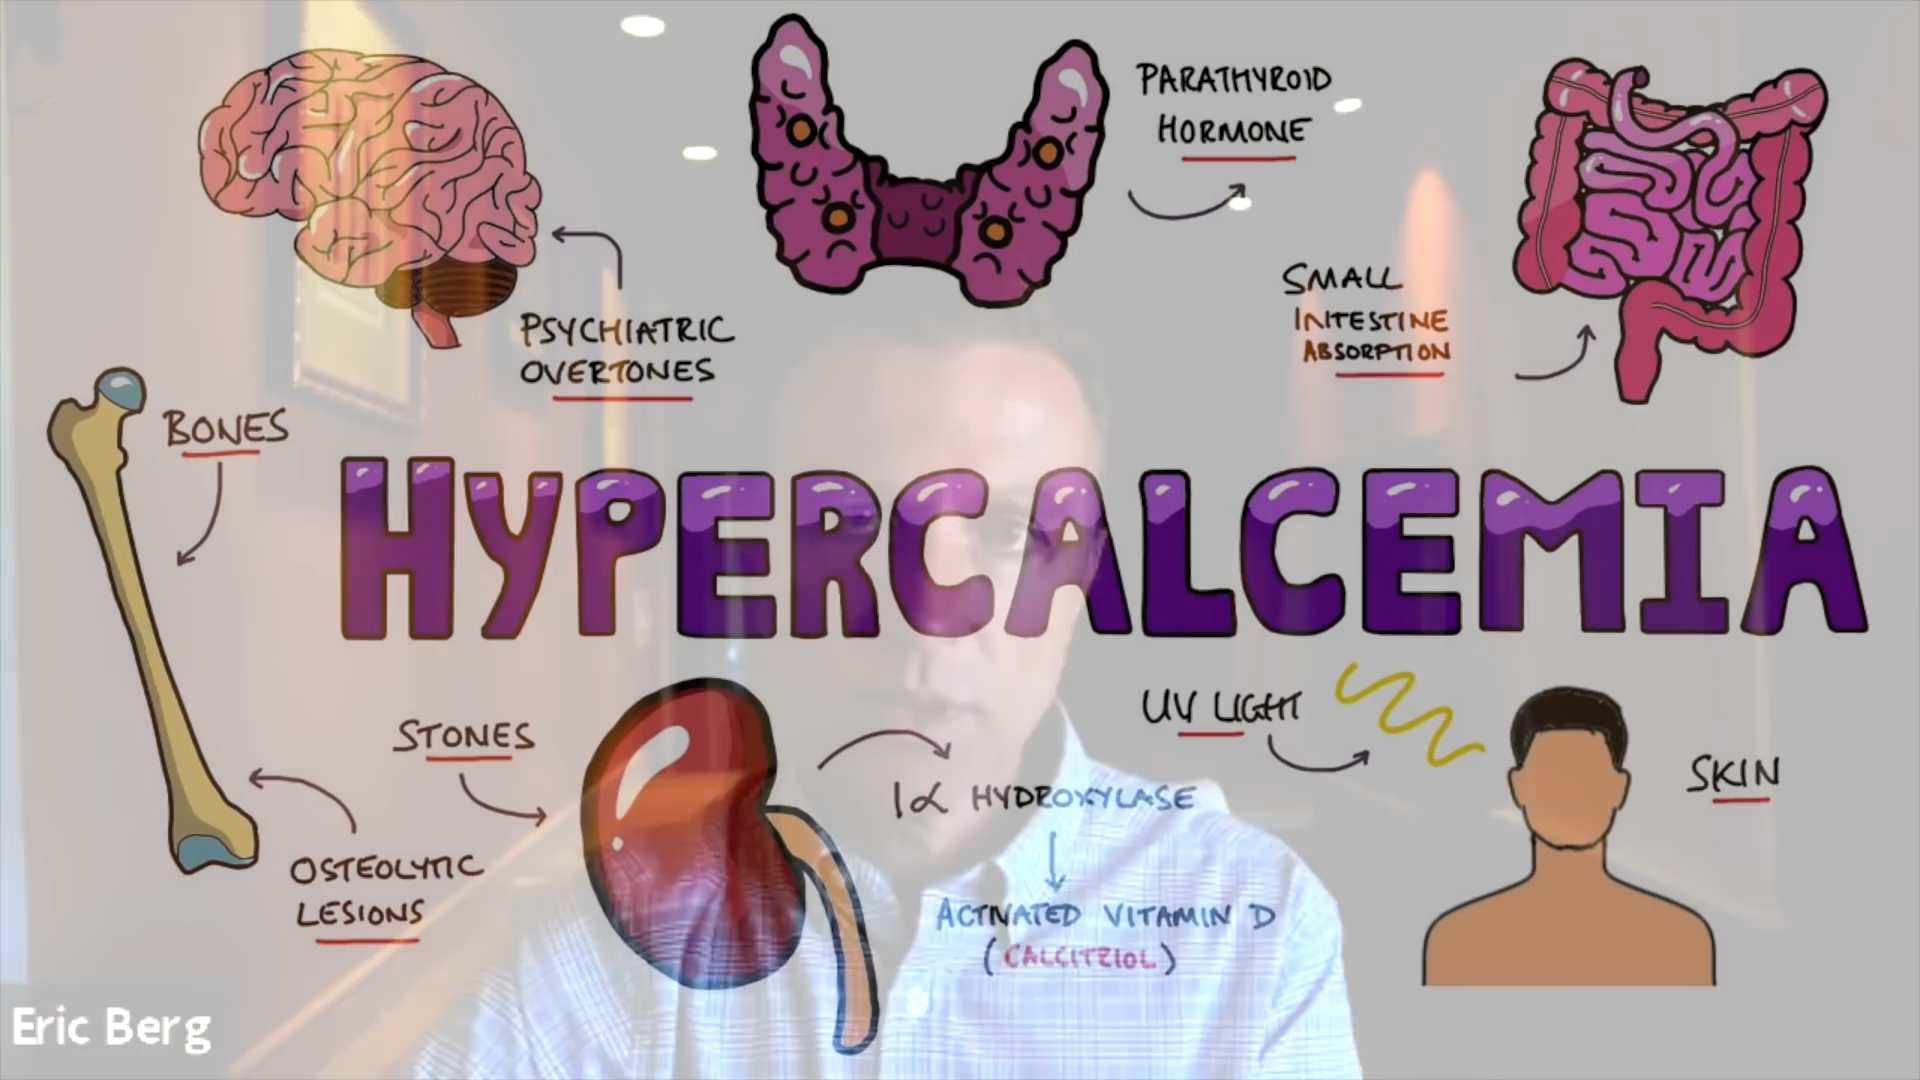 PARATHYROID
HORMONE
PSYCHIATRIC
OVERTONES
SMALL
INTESTINE
ABSORPTION
BONES
HYPERCALCEMIA
STONES
OSTEOLYTIC
LESIONS
1α HYDROXYLASE
ACTIVATED VITAMIN D
(CALCITRIOL)
UV LIGHT
SKIN
Eric Berg